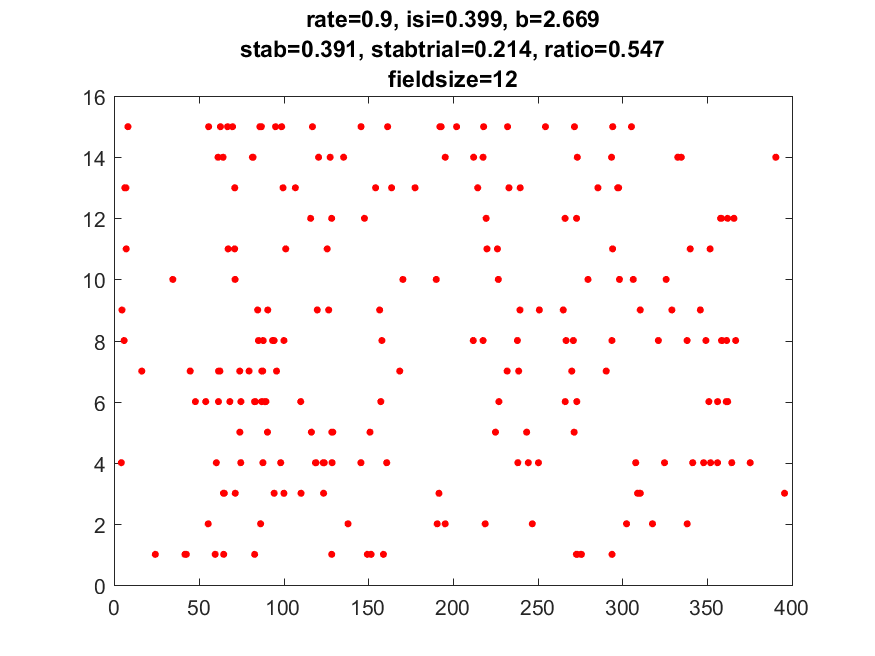 rate=0.9, isi=0.399, b=2.669
stab=0.391, stabtrial=0.214, ratio=0.547
fieldsize=12
16
14
12
10
8
6
4
2
0
0 50 100 150 200 250 300 350 400